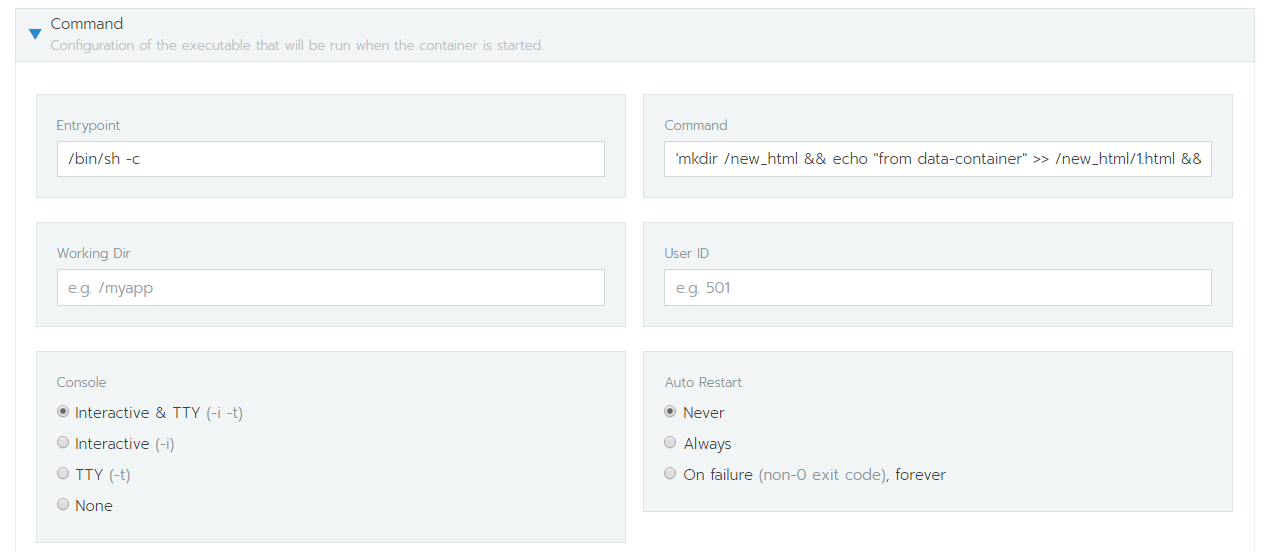 Command
Configuration of the executable that will be run when the container is started.
Entrypoint
/bin/sh -c
Command
'mkdir /new_html && echo "from data-container" >> /new_html/1.html &&
Working Dir
e.g. /myapp
User ID
e.g. 501
Console
Interactive & TTY (-i -t)
Interactive (-i)
TTY (-t)
None
Auto Restart
Never
Always
On failure (non-0 exit code), forever